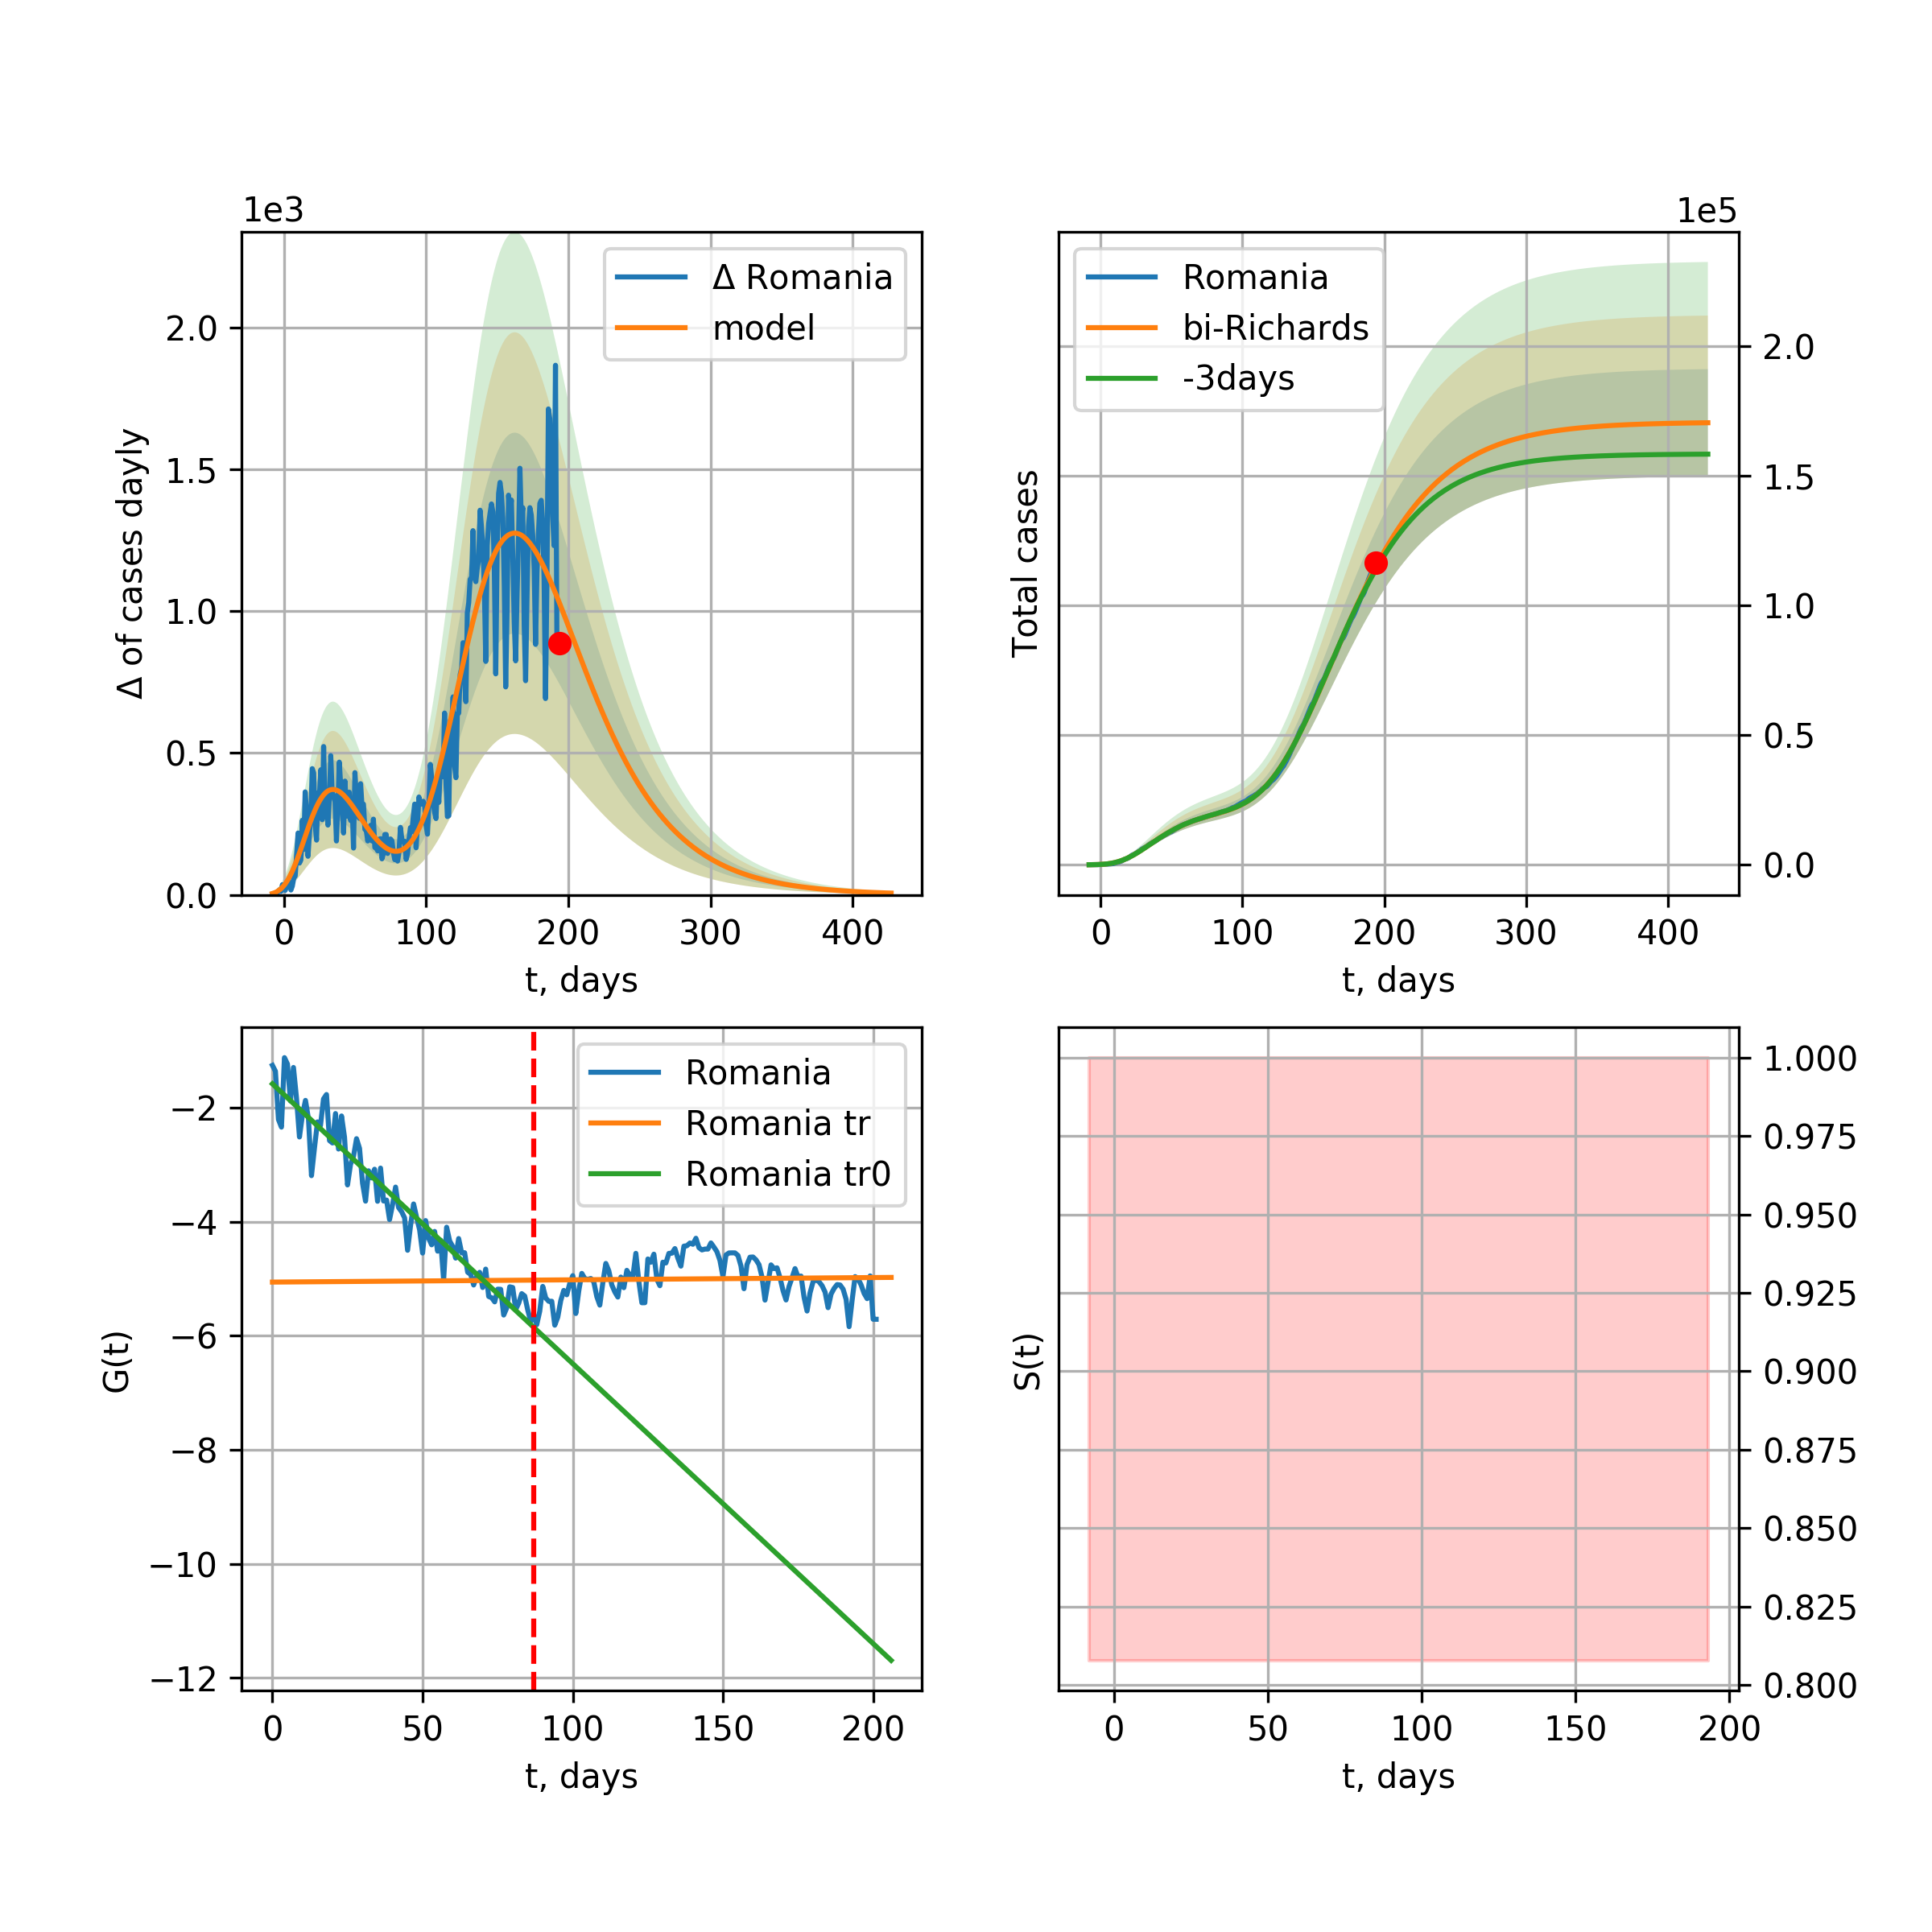 1e3
Δ Romania
model
2.0
1.5
1.0
0.5
0.0
Δ of cases dayly
0
100
200
300
400
t, days
1e5
Romania
bi-Richards
-3days
2.0
1.5
1.0
0.5
0.0
Total cases
0
100
200
300
400
t, days
Romania
Romania tr
Romania tr0
−2
−4
−6
−8
−10
−12
G(t)
0
50
100
150
200
t, days
1.000
0.975
0.950
0.925
0.900
0.875
0.850
0.825
0.800
S(t)
0
50
100
150
200
t, days